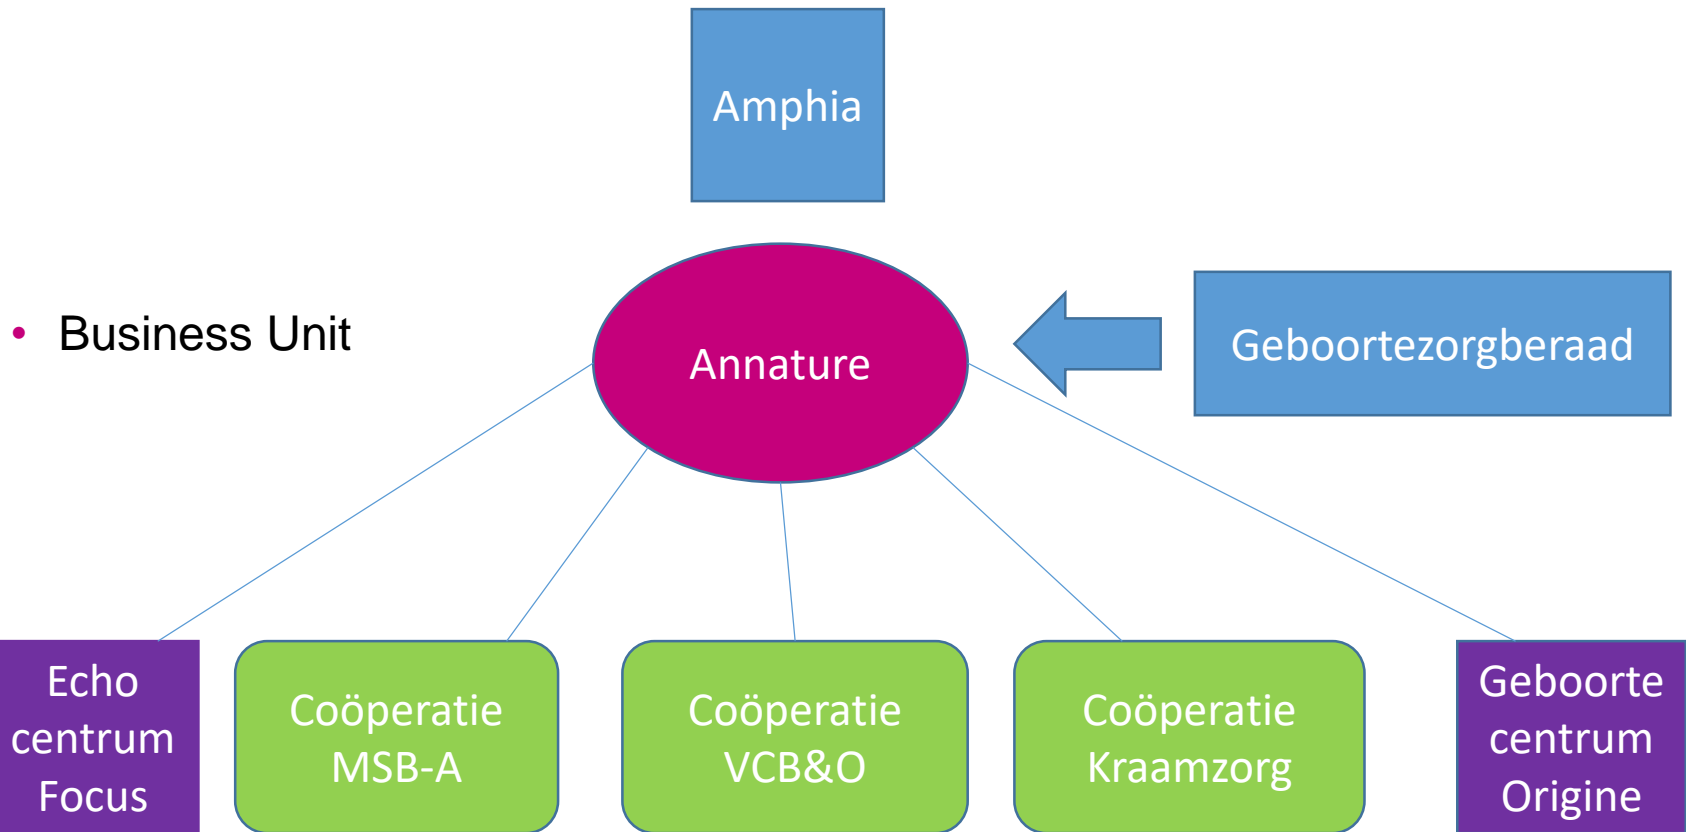 Amphia
• Business Unit
Annature
Geboortezorgberaad
Echo
centrum
Focus
Coöperatie
MSB-A
Coöperatie
VCB&O
Coöperatie
Kraamzorg
Geboorte
centrum
Origine